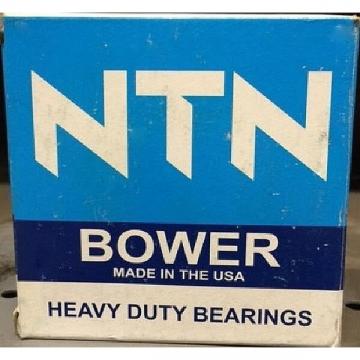 NTN
BOWER
MADE IN THE USA
HEAVY DUTY BEARINGS